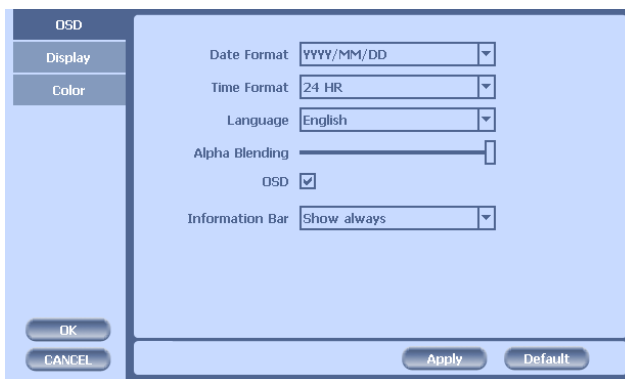 OSD
Display
Color
Date Format YYYY/MM/DD
Time Format 24 HR
Language English
Alpha Blending
OSD
Information Bar Show always
OK
CANCEL
Apply Default